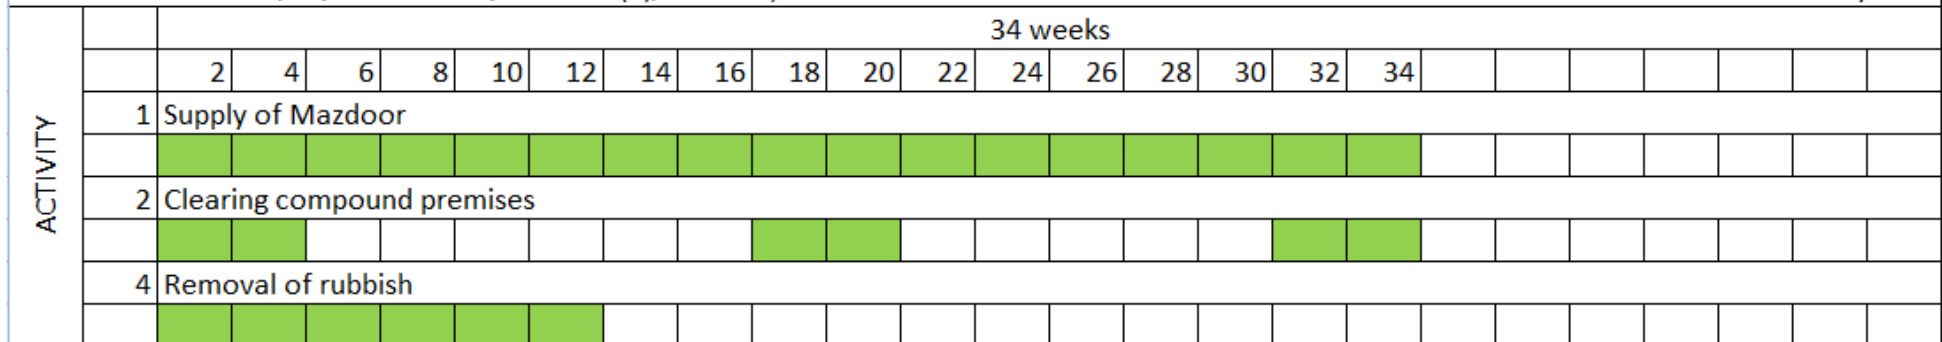 34 weeks
2 4 6 8 10 12 14 16 18 20 22 24 26 28 30 32 34
ACTIVITY
1 Supply of Mazdoor
2 Clearing compound premises
4 Removal of rubbish